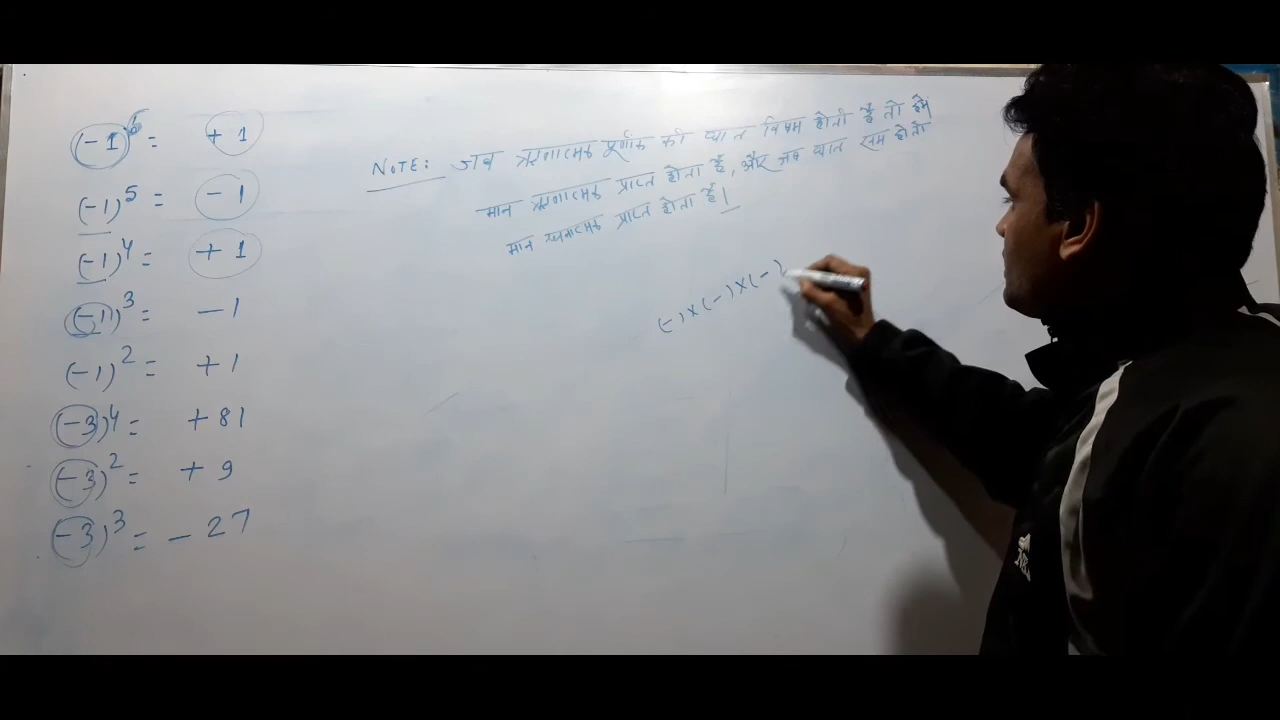 (-1)⁶ = +1
(-1)⁵ = -1
(-1)⁴ = +1
(-1)³ = -1
(-1)² = +1
(-3)⁴ = +81
(-3)² = +9
(-3)³ = -27
NOTE: जब ऋणात्मक पूर्णांक की घात विषम होती है तो हमें
मान ऋणात्मक प्राप्त होता है, और जब घात सम होतो
मान धनात्मक प्राप्त होता है।
(-)×(-)×(-)